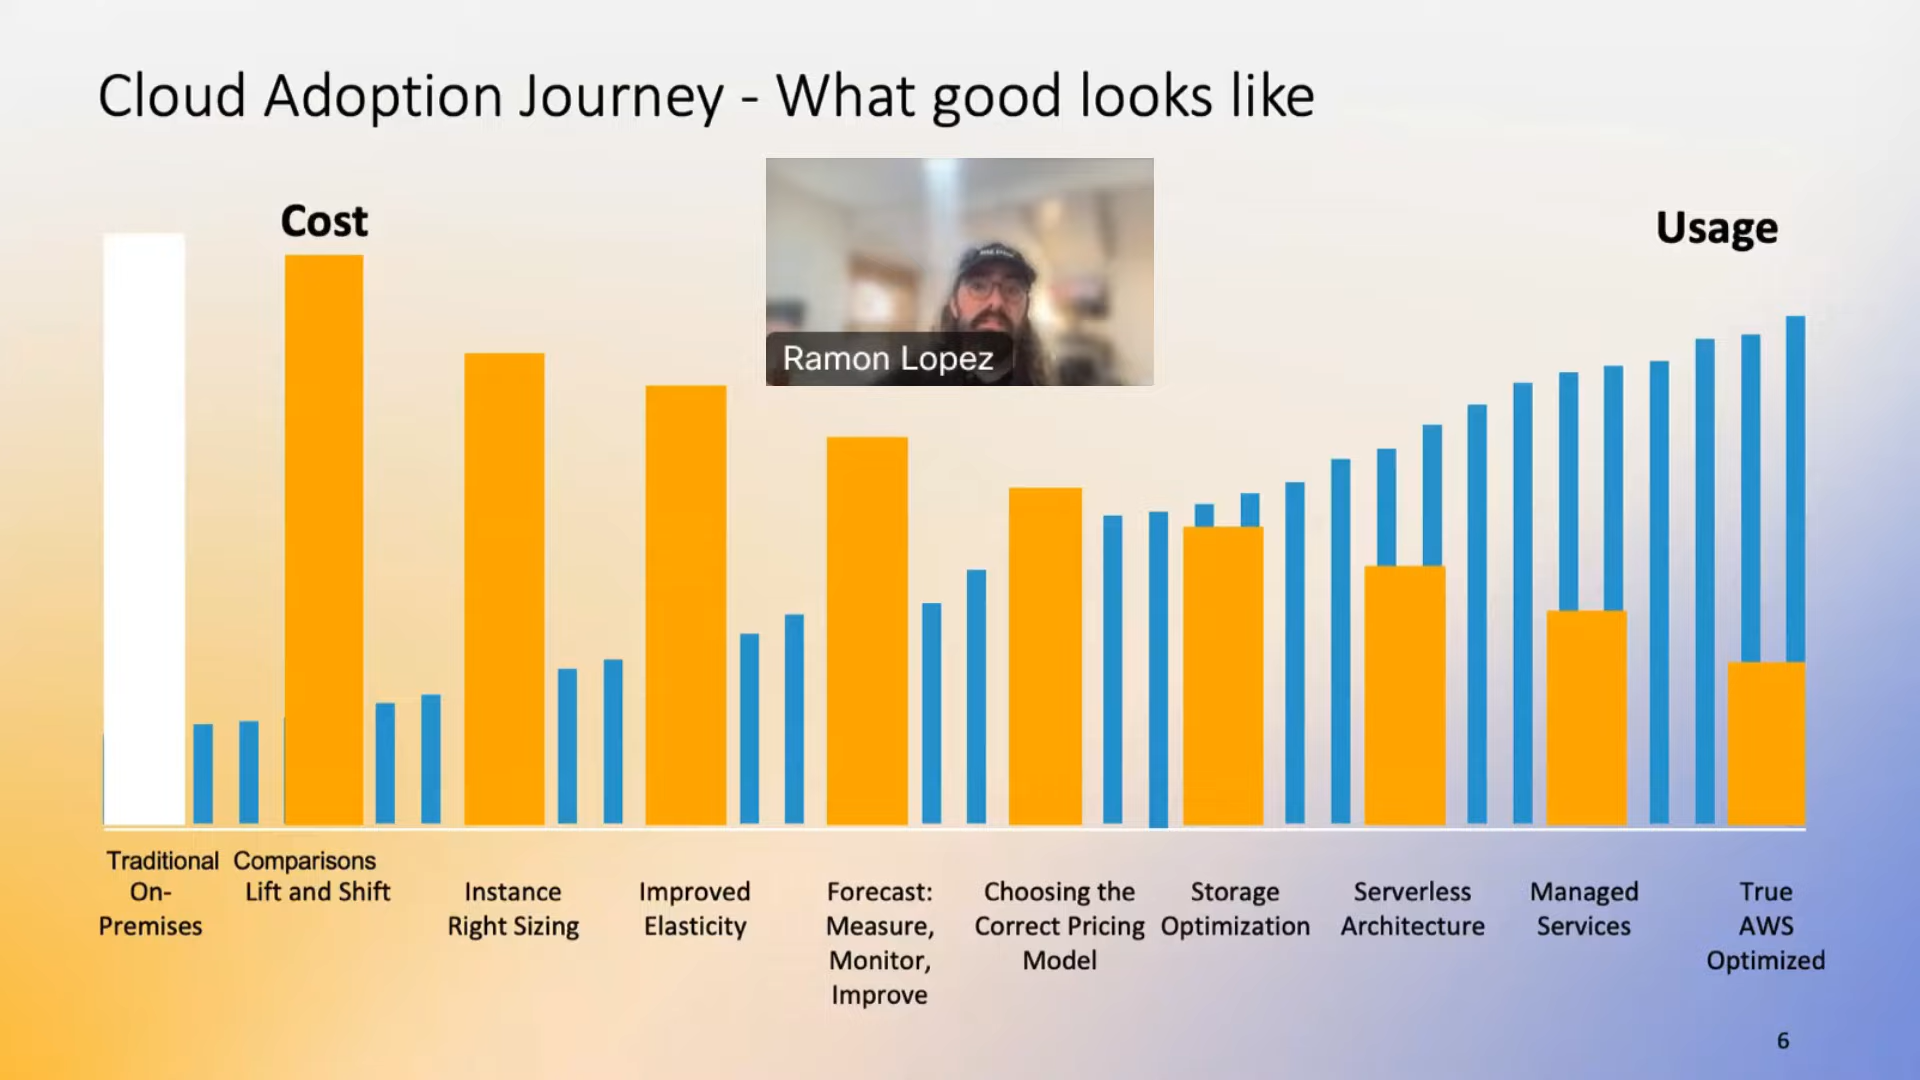 Cloud Adoption Journey - What good looks like
Cost
Usage
Ramon Lopez
Traditional
On-
Premises
Comparisons
Lift and Shift
Instance
Right Sizing
Improved
Elasticity
Forecast:
Measure,
Monitor,
Improve
Choosing the
Correct Pricing
Model
Storage
Optimization
Serverless
Architecture
Managed
Services
True
AWS
Optimized
6